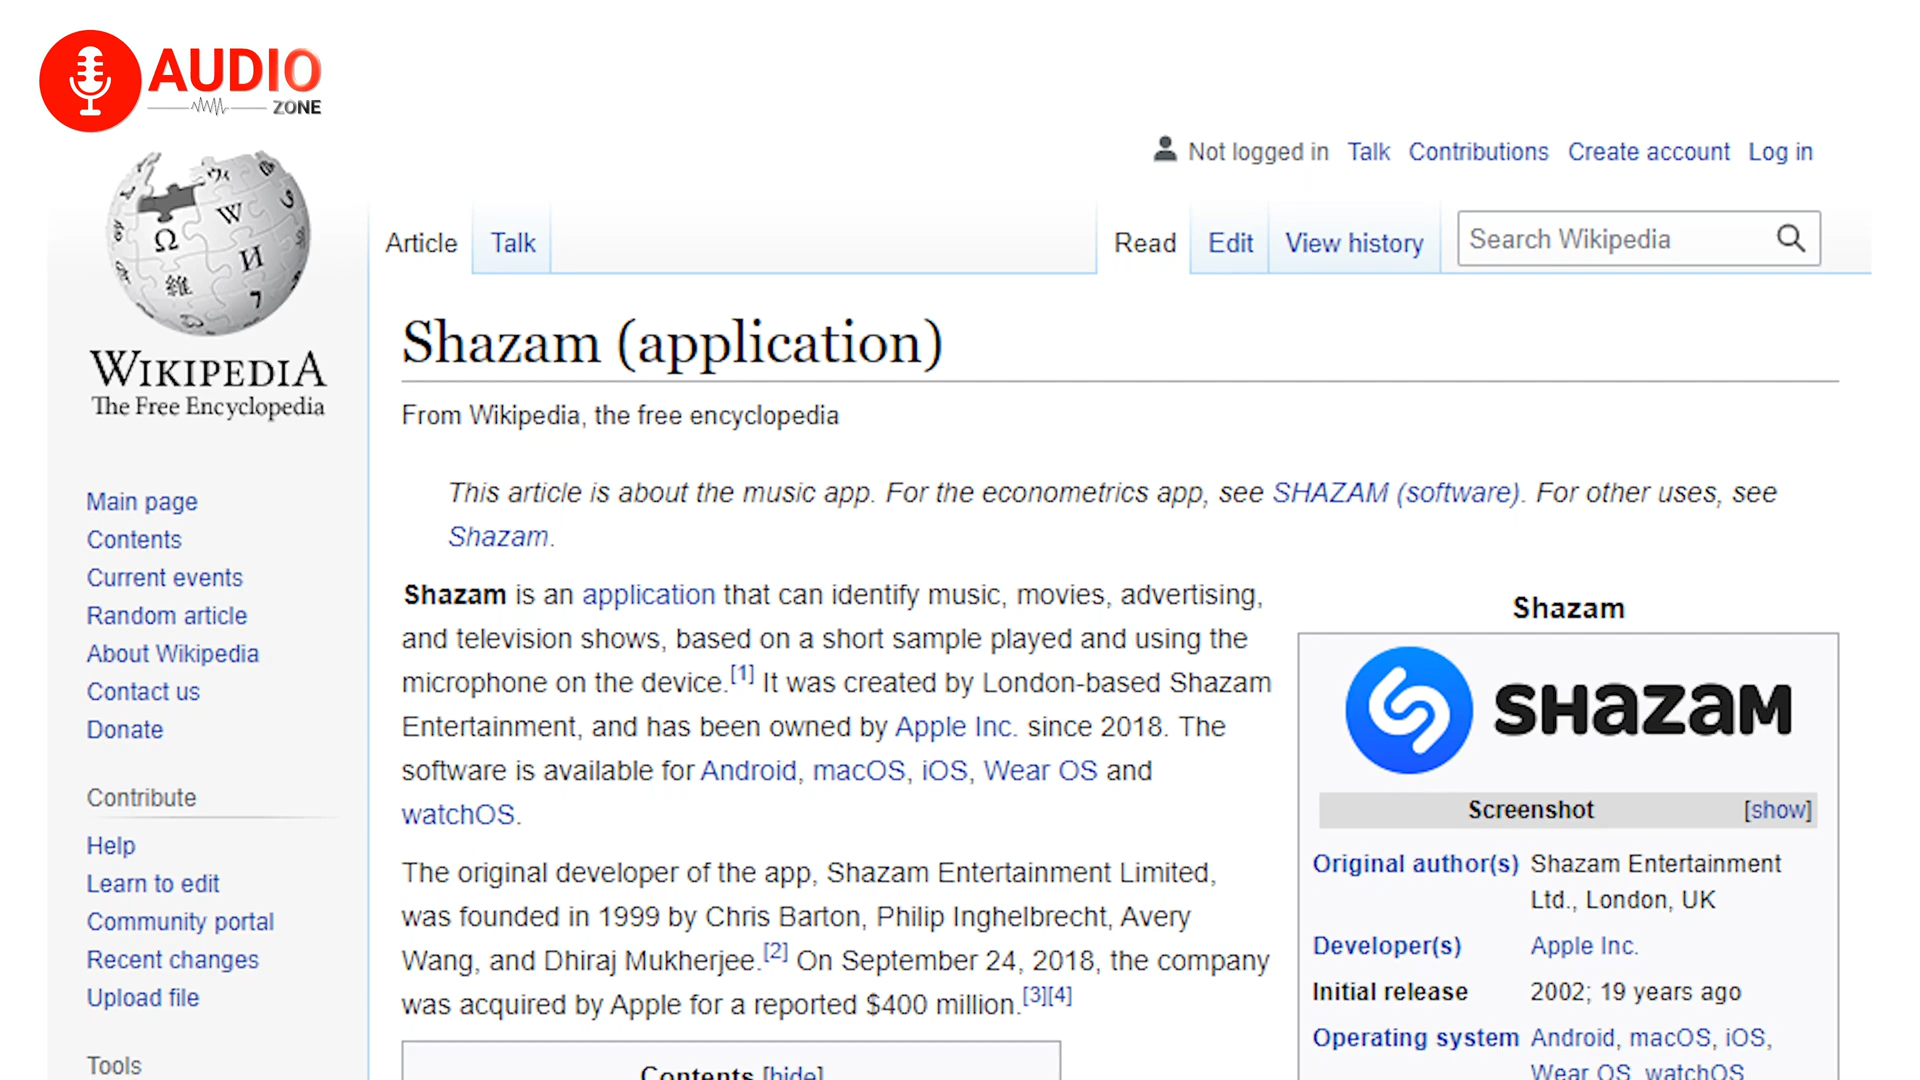 AUDIO
ZONE
Not logged in Talk Contributions Create account Log in
Article Talk Read Edit View history Search Wikipedia
WIKIPEDIA
The Free Encyclopedia
Main page
Contents
Current events
Random article
About Wikipedia
Contact us
Donate
Contribute
Help
Learn to edit
Community portal
Recent changes
Upload file
Tools
Shazam (application)
From Wikipedia, the free encyclopedia
This article is about the music app. For the econometrics app, see SHAZAM (software). For other uses, see
Shazam.
Shazam is an application that can identify music, movies, advertising,
and television shows, based on a short sample played and using the
microphone on the device.[1] It was created by London-based Shazam
Entertainment, and has been owned by Apple Inc. since 2018. The
software is available for Android, macOS, iOS, Wear OS and
watchOS.
The original developer of the app, Shazam Entertainment Limited,
was founded in 1999 by Chris Barton, Philip Inghelbrecht, Avery
Wang, and Dhiraj Mukherjee.[2] On September 24, 2018, the company
was acquired by Apple for a reported $400 million.[3][4]
Contents [hide]
Shazam
SHAZAM
Screenshot [show]
Original author(s) Shazam Entertainment
Ltd., London, UK
Developer(s) Apple Inc.
Initial release 2002; 19 years ago
Operating system Android, macOS, iOS,
Wear OS, watchOS